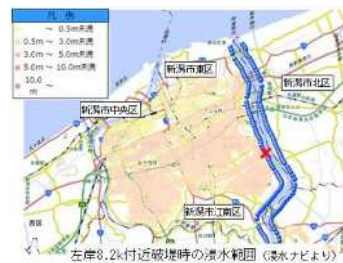 凡 例
～ 0.5m未満
0.5m ～ 3.0m未満
3.0m ～ 5.0m未満
5.0m ～ 10.0m未満
10.0m ～
新潟市東区
新潟市北区
新潟市中央区
新潟市江南区
西区
左岸8.2k付近破堤時の浸水範囲（浸水ナビより）